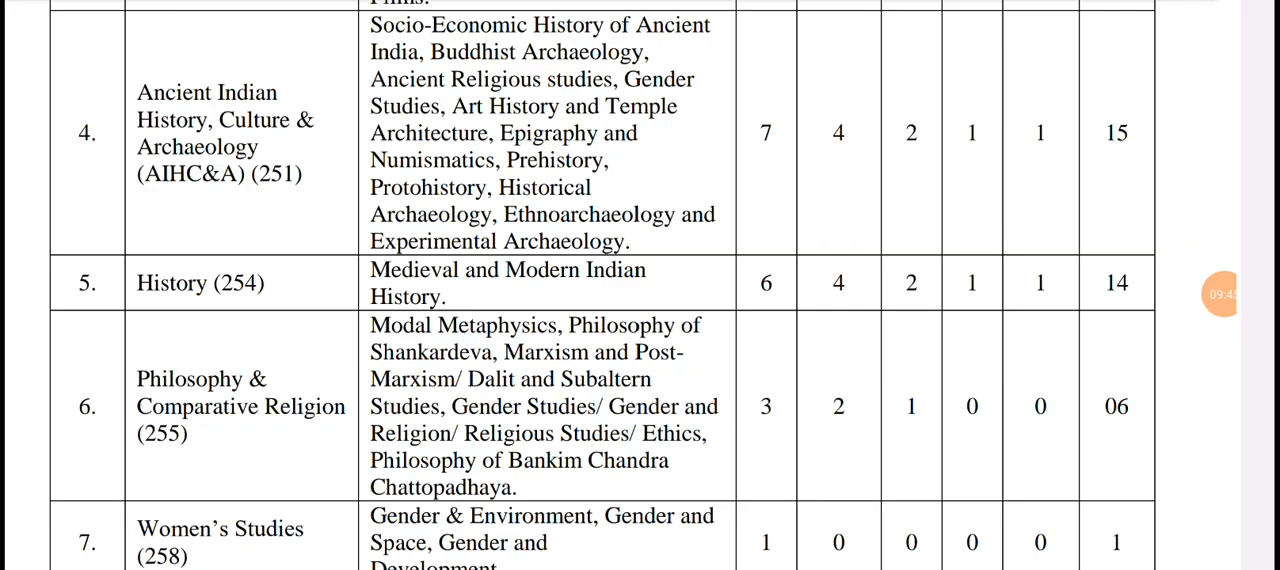 Films.
4.
Ancient Indian
History, Culture &
Archaeology
(AIHC&A) (251)
Socio-Economic History of Ancient
India, Buddhist Archaeology,
Ancient Religious studies, Gender
Studies, Art History and Temple
Architecture, Epigraphy and
Numismatics, Prehistory,
Protohistory, Historical
Archaeology, Ethnoarchaeology and
Experimental Archaeology.
7 4 2 1 1 15
5.
History (254)
Medieval and Modern Indian
History.
6 4 2 1 1 14
6.
Philosophy &
Comparative Religion
(255)
Modal Metaphysics, Philosophy of
Shankardeva, Marxism and Post-
Marxism/ Dalit and Subaltern
Studies, Gender Studies/ Gender and
Religion/ Religious Studies/ Ethics,
Philosophy of Bankim Chandra
Chattopadhaya.
3 2 1 0 0 06
7.
Women’s Studies
(258)
Gender & Environment, Gender and
Space, Gender and
Development
1 0 0 0 0 1